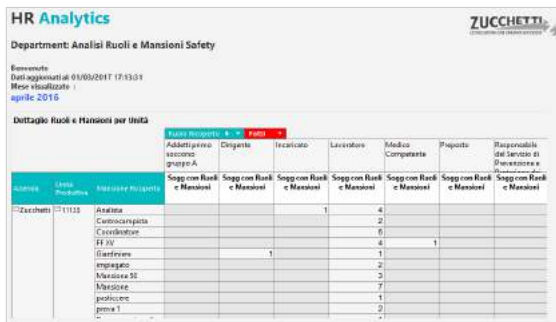 HR Analytics
ZUCCHETTI
Department: Analisi Ruoli e Mansioni Safety
Benvenuto
Dati aggiornati al: 01/03/2017 17:13:31
Mese visualizzato :
aprile 2016
Dettaglio Ruoli e Mansioni per Unità
Ruolo Ricoperto
Addetti primo soccorso gruppo A
Dirigente
Incaricato
Lavoratore
Medico Competente
Preposto
Responsabile del Servizio di Prevenzione e
Azienda Unità Produttiva Mansione Ricoperta
Sogg con Ruoli e Mansioni
Sogg con Ruoli e Mansioni
Sogg con Ruoli e Mansioni
Sogg con Ruoli e Mansioni
Sogg con Ruoli e Mansioni
Sogg con Ruoli e Mansioni
Sogg con Ruoli e Mansioni
Zucchetti 11135 Analista 1 4
Centrocampista 2
Coordinatore 6
FF XV 4 1
Giardiniere 1 1
impiegato 2
Mansione 50 3
Mansione 7
pasticcere 1
prova 1 2